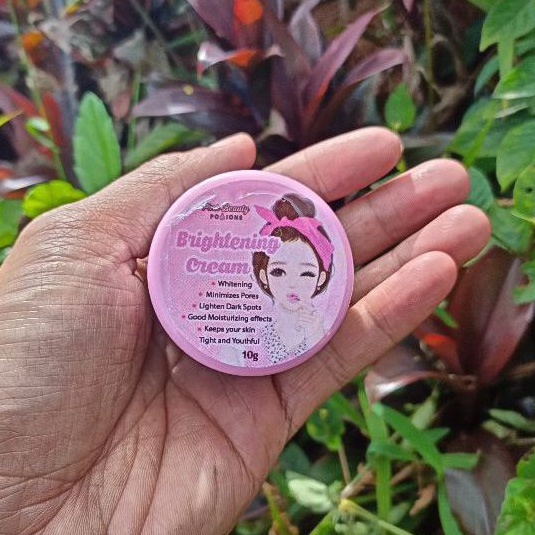 Beauty
POTIONS
Brightening
Cream
Whitening
Minimizes Pores
Lighten Dark Spots
Good Moisturizing effects
Keeps your skin
Tight and Youthful
10g